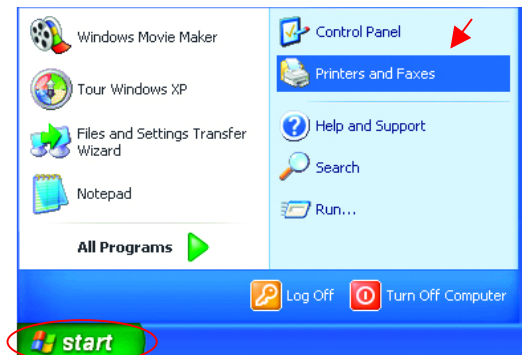 Windows Movie Maker
Tour Windows XP
Files and Settings Transfer
Wizard
Notepad
All Programs
Control Panel
Printers and Faxes
Help and Support
Search
Run...
Log Off
Turn Off Computer
start